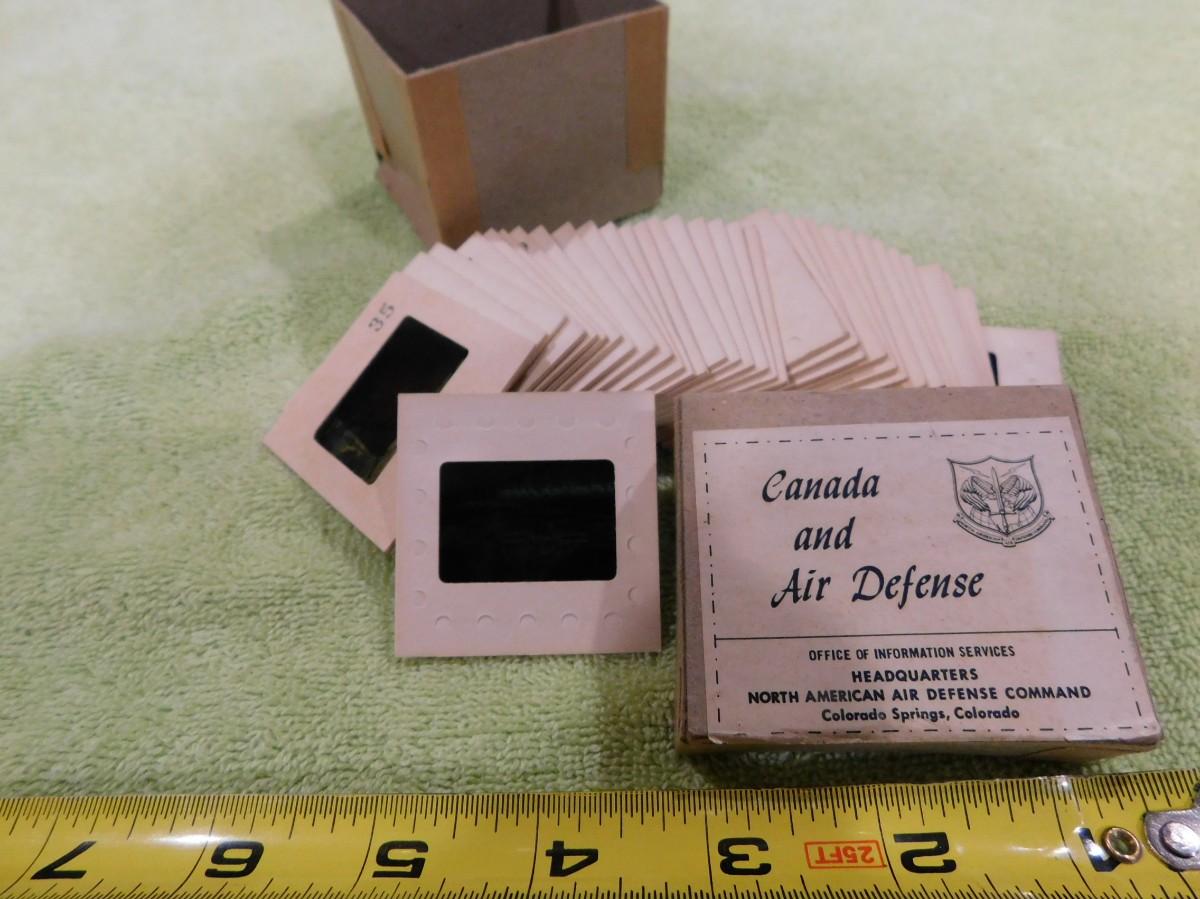 35
Canada
and
Air Defense
OFFICE OF INFORMATION SERVICES
HEADQUARTERS
NORTH AMERICAN AIR DEFENSE COMMAND
Colorado Springs, Colorado
7 6 5 4 3 25FT 2